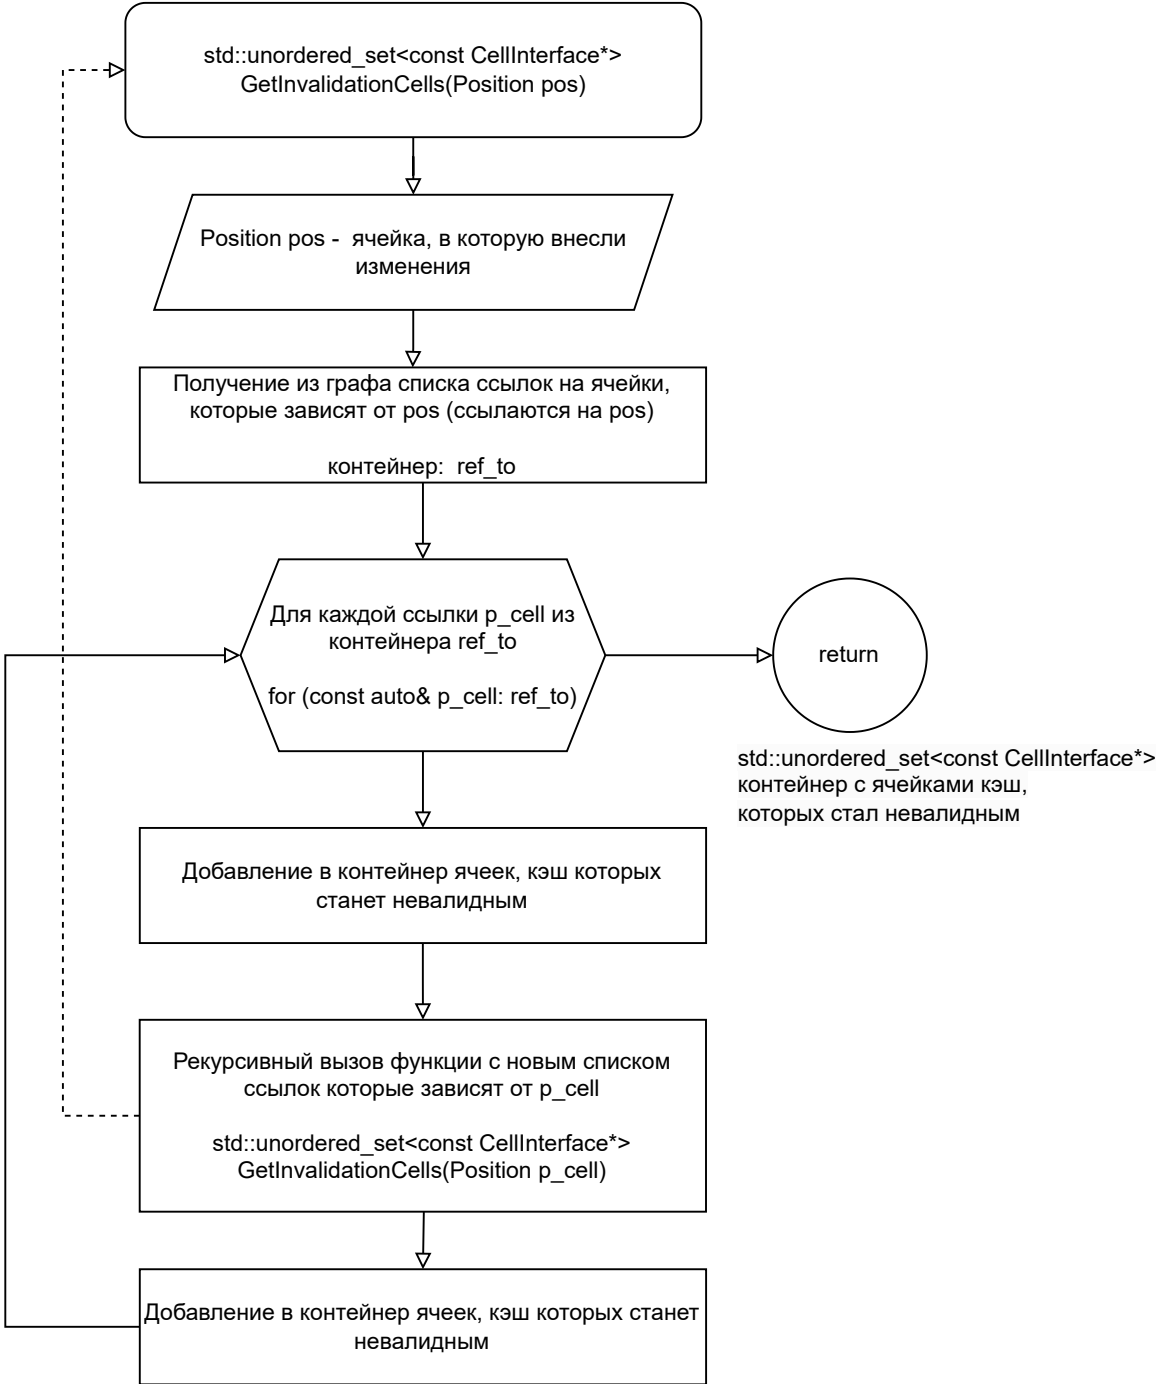 std::unordered_set<const CellInterface*>
GetInvalidationCells(Position pos)
Position pos - ячейка, в которую внесли
изменения
Получение из графа списка ссылок на ячейки,
которые зависят от pos (ссылаются на pos)
контейнер: ref_to
Для каждой ссылки p_cell из
контейнера ref_to
for (const auto& p_cell: ref_to)
return
std::unordered_set<const CellInterface*>
контейнер с ячейками кэш,
которых стал невалидным
Добавление в контейнер ячеек, кэш которых
станет невалидным
Рекурсивный вызов функции с новым списком
ссылок которые зависят от p_cell
std::unordered_set<const CellInterface*>
GetInvalidationCells(Position p_cell)
Добавление в контейнер ячеек, кэш которых станет
невалидным